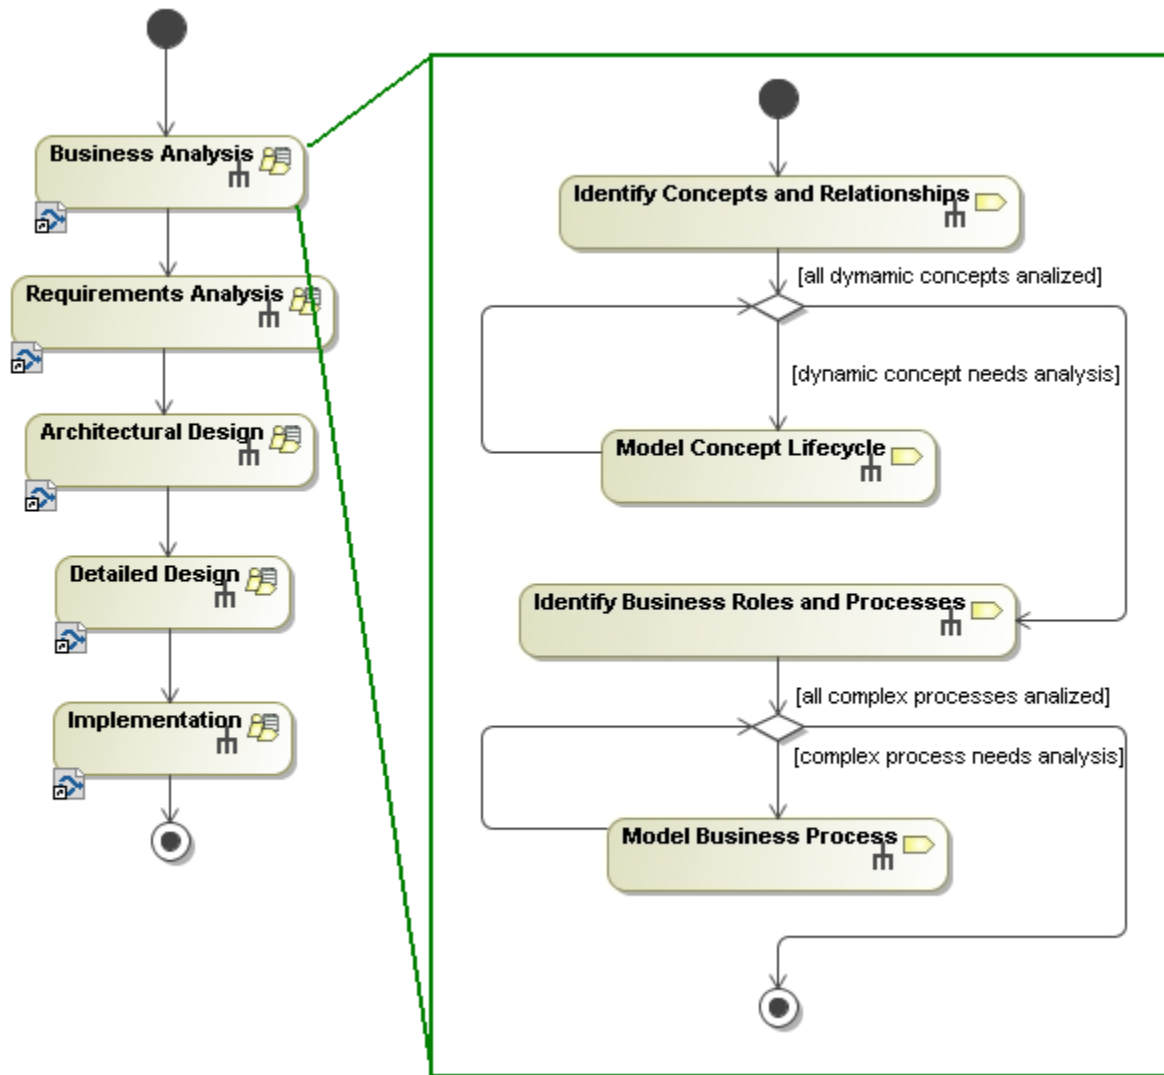 Business Analysis
Requirements Analysis
Architectural Design
Detailed Design
Implementation
Identify Concepts and Relationships
[all dymamic concepts analized]
[dynamic concept needs analysis]
Model Concept Lifecycle
Identify Business Roles and Processes
[all complex processes analized]
[complex process needs analysis]
Model Business Process